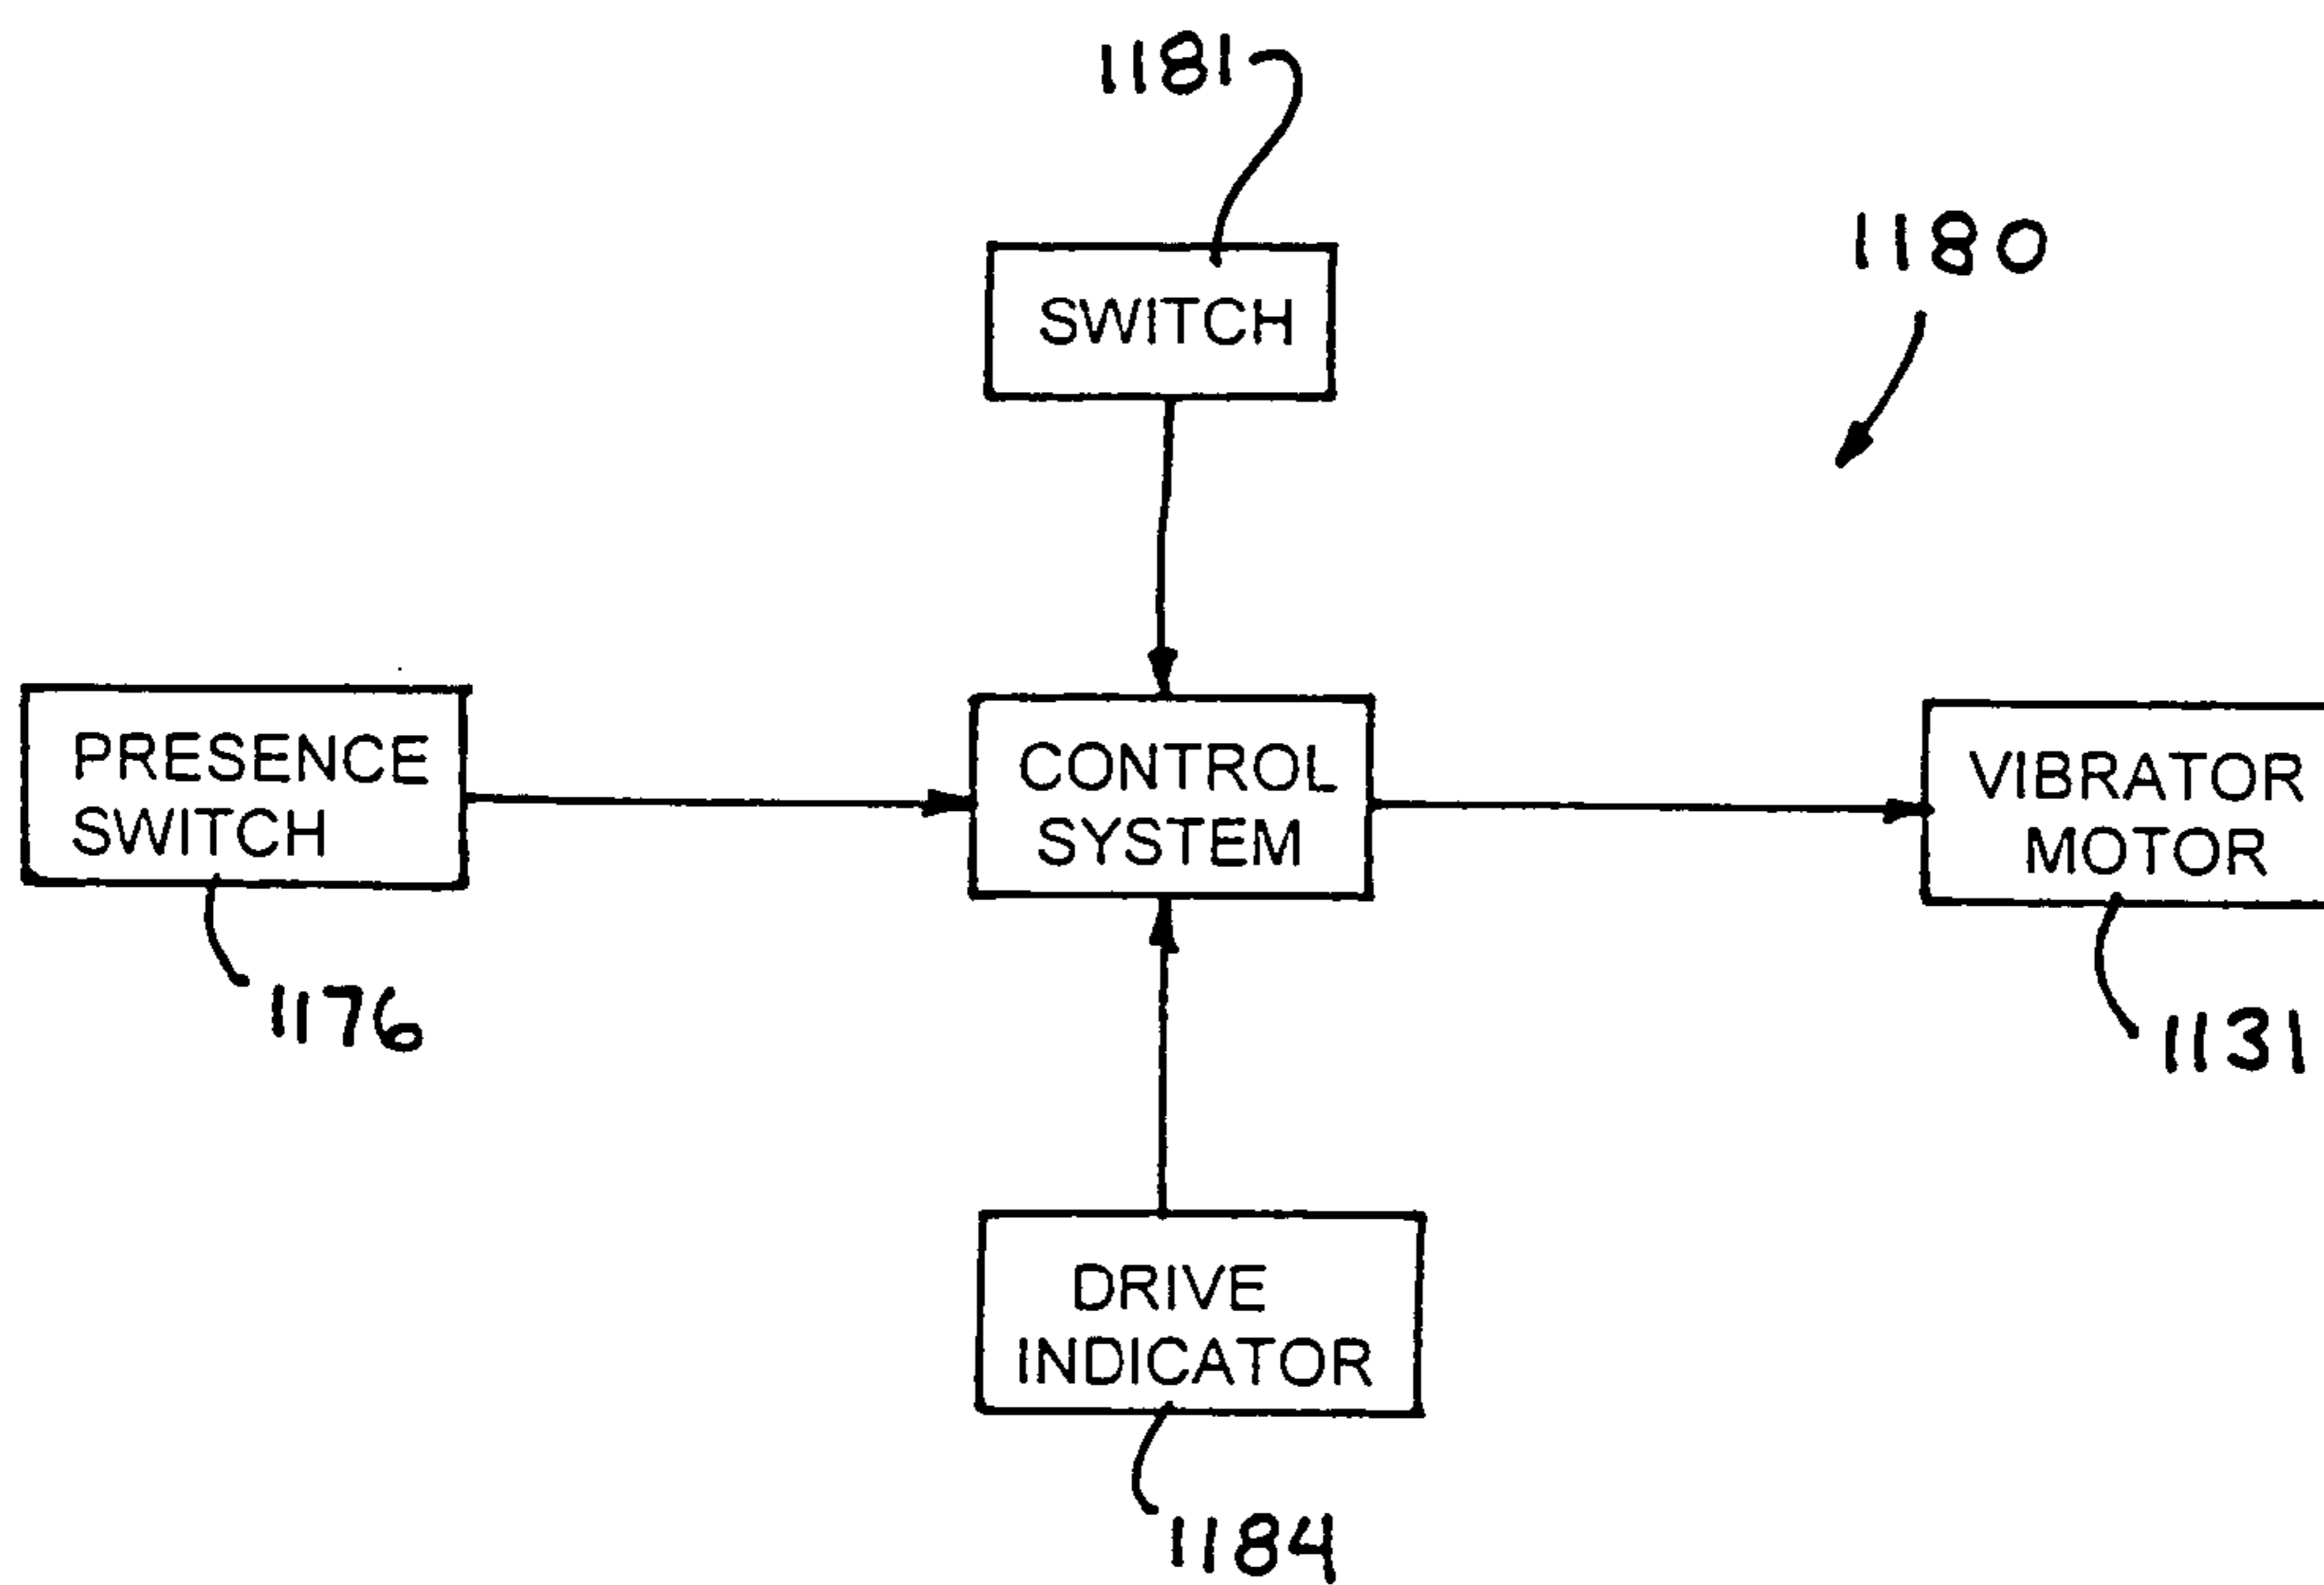 1181
1180
SWITCH
PRESENCE
SWITCH
CONTROL
SYSTEM
VIBRATOR
MOTOR
1176
1131
DRIVE
INDICATOR
1184